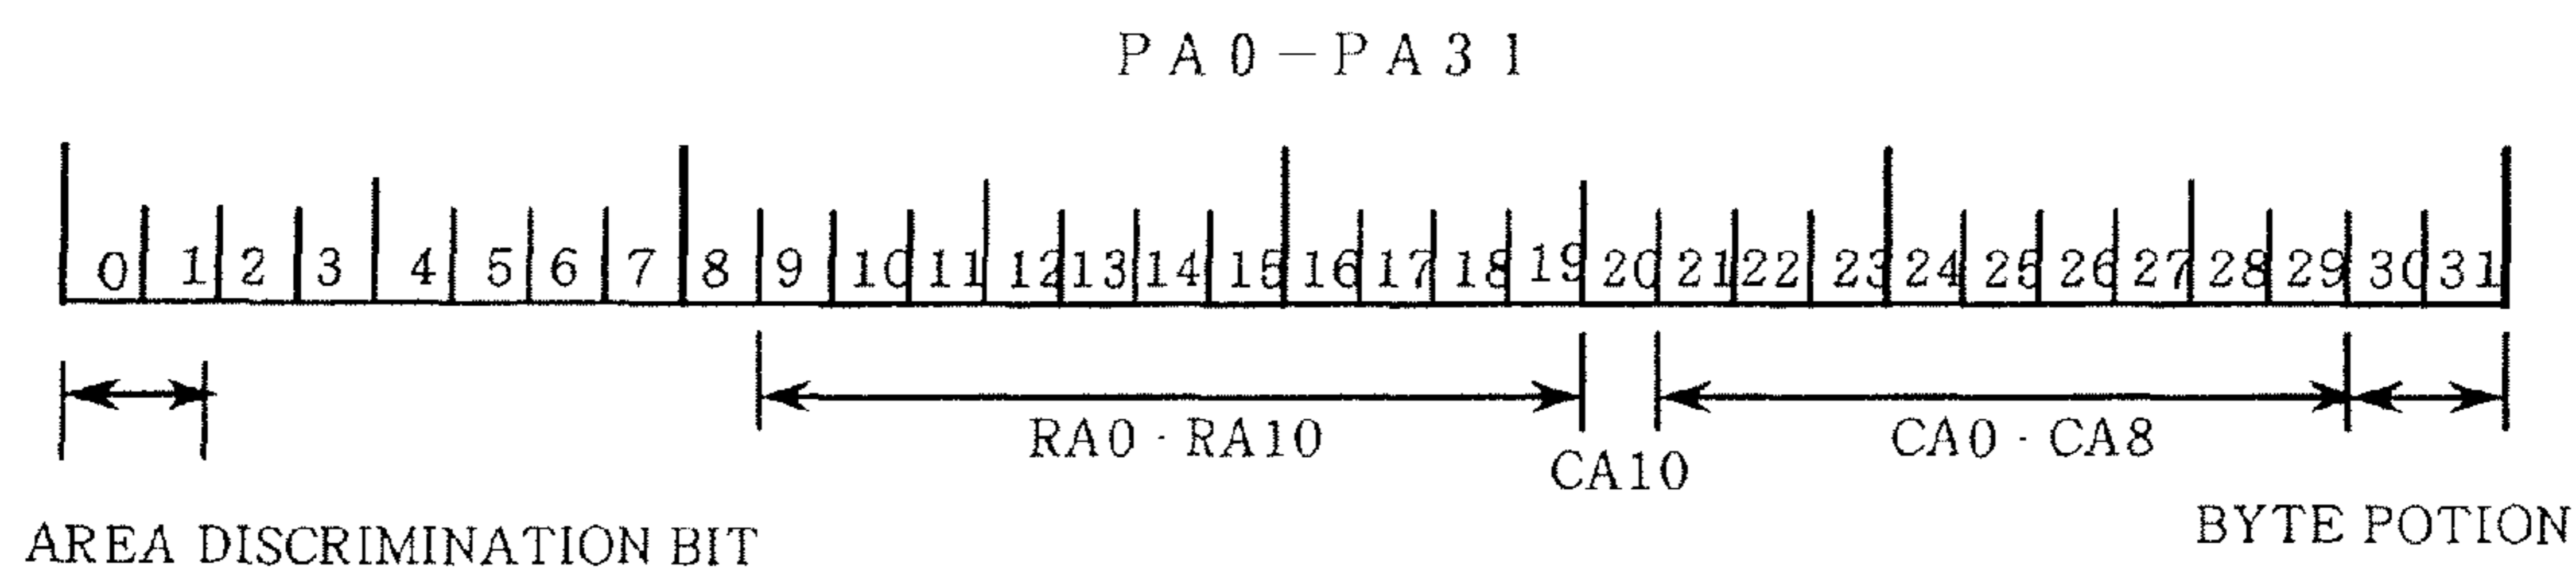 PA0-PA31
0 1 2 3 4 5 6 7 8 9 10 11 12 13 14 15 16 17 18 19 20 21 22 23 24 25 26 27 28 29 30 31
RA0 · RA10
CA0 · CA8
CA10
AREA DISCRIMINATION BIT
BYTE POTION